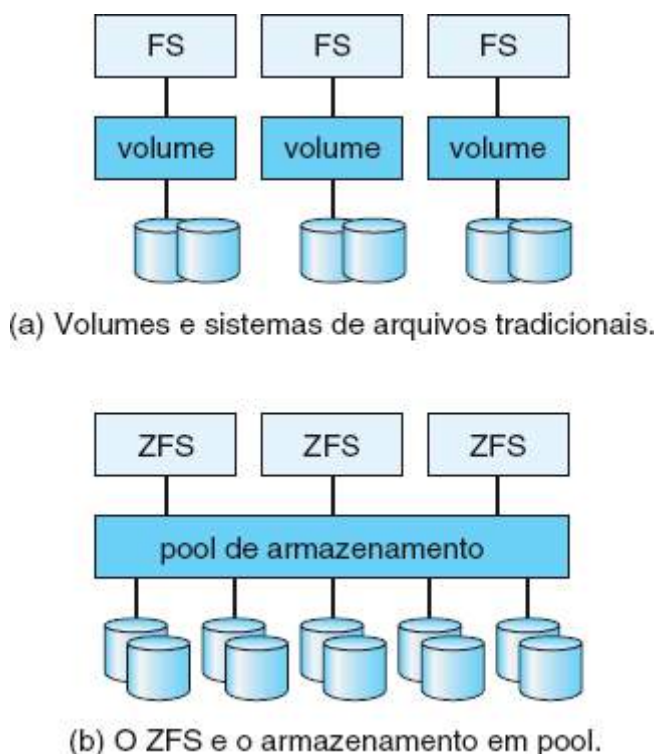 FS FS FS
volume volume volume
(a) Volumes e sistemas de arquivos tradicionais.
ZFS ZFS ZFS
pool de armazenamento
(b) O ZFS e o armazenamento em pool.